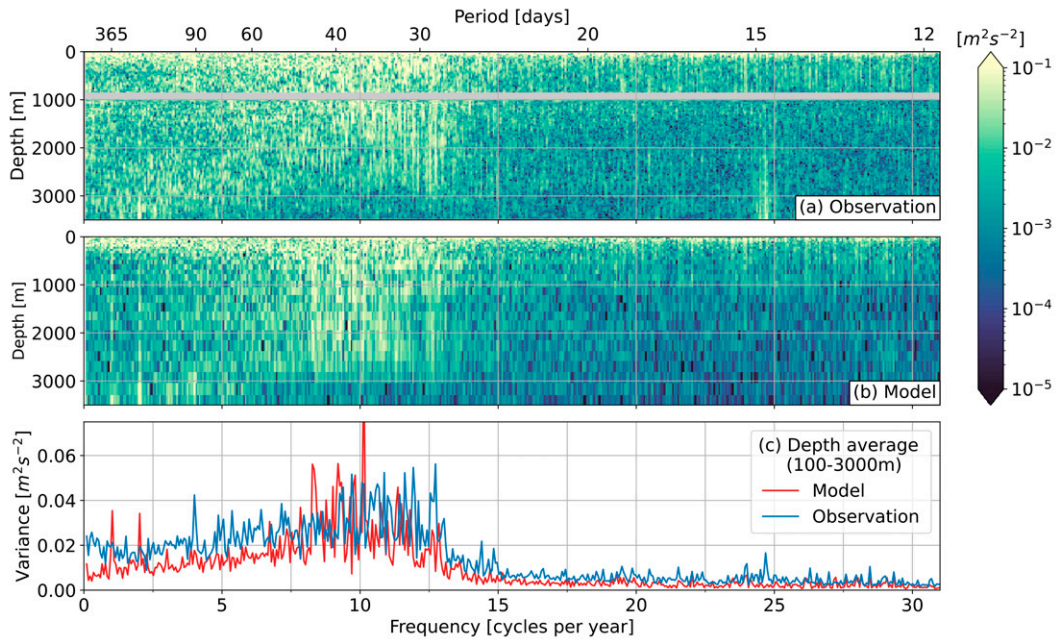 Period [days]
365 90 60 40 30 20 15 12
[m²s⁻²]
0
1000
2000
3000
Depth [m]
(a) Observation
10⁻¹
10⁻²
10⁻³
10⁻⁴
10⁻⁵
0
1000
2000
3000
Depth [m]
(b) Model
0.06
0.04
0.02
0.00
Variance [m²s⁻²]
(c) Depth average
(100-3000m)
Model
Observation
0 5 10 15 20 25 30
Frequency [cycles per year]